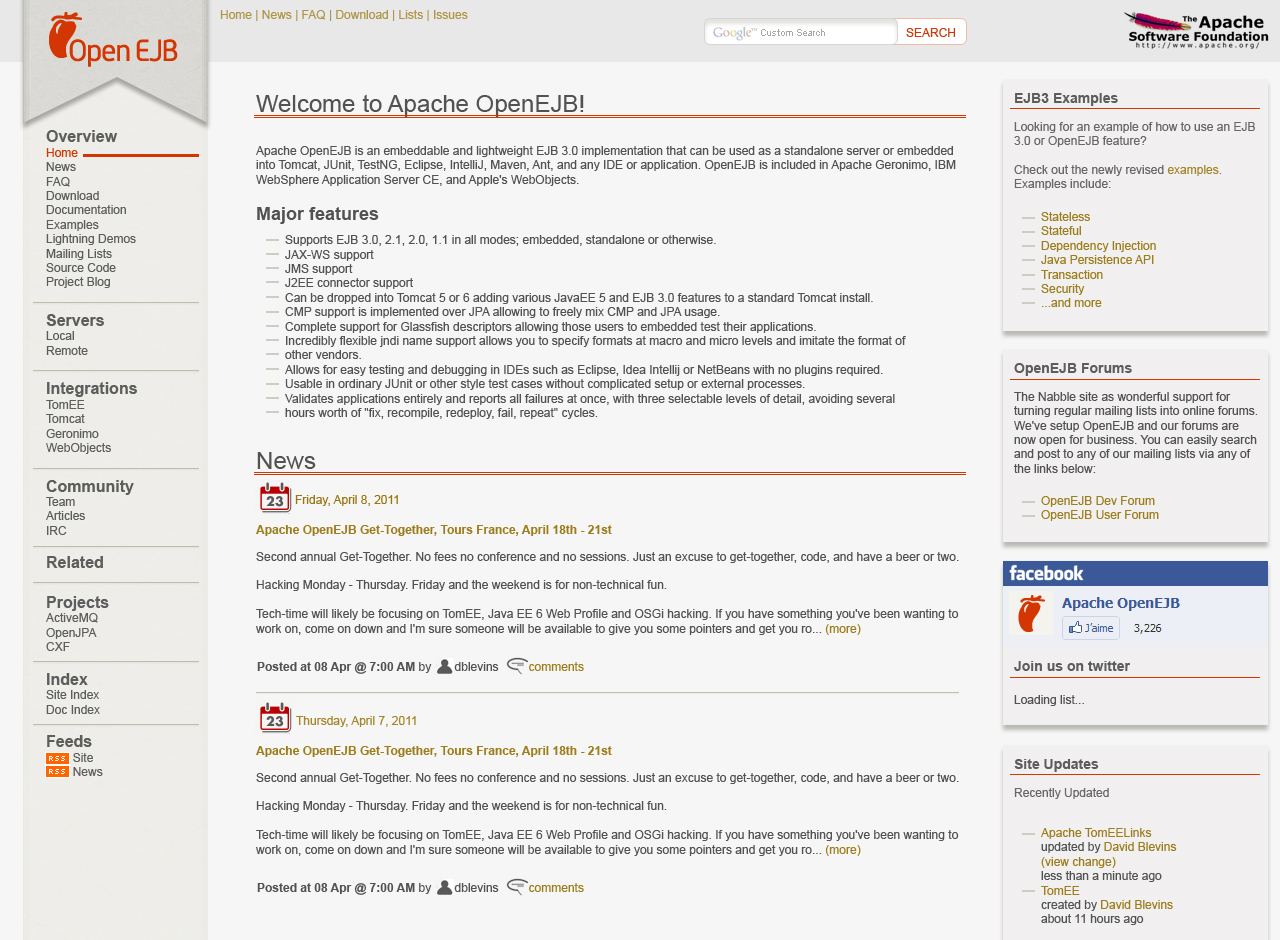 Open EJB
Home | News | FAQ | Download | Lists | Issues
Google™ Custom Search
SEARCH
The Apache
Software Foundation
http://www.apache.org/
Overview
Home
News
FAQ
Download
Documentation
Examples
Lightning Demos
Mailing Lists
Source Code
Project Blog
Servers
Local
Remote
Integrations
TomEE
Tomcat
Geronimo
WebObjects
Community
Team
Articles
IRC
Related
Projects
ActiveMQ
OpenJPA
CXF
Index
Site Index
Doc Index
Feeds
RSS Site
RSS News
Welcome to Apache OpenEJB!
Apache OpenEJB is an embeddable and lightweight EJB 3.0 implementation that can be used as a standalone server or embedded
into Tomcat, JUnit, TestNG, Eclipse, IntelliJ, Maven, Ant, and any IDE or application. OpenEJB is included in Apache Geronimo, IBM
WebSphere Application Server CE, and Apple's WebObjects.
Major features
Supports EJB 3.0, 2.1, 2.0, 1.1 in all modes; embedded, standalone or otherwise.
JAX-WS support
JMS support
J2EE connector support
Can be dropped into Tomcat 5 or 6 adding various JavaEE 5 and EJB 3.0 features to a standard Tomcat install.
CMP support is implemented over JPA allowing to freely mix CMP and JPA usage.
Complete support for Glassfish descriptors allowing those users to embedded test their applications.
Incredibly flexible jndi name support allows you to specify formats at macro and micro levels and imitate the format of
other vendors.
Allows for easy testing and debugging in IDEs such as Eclipse, Idea Intellij or NetBeans with no plugins required.
Usable in ordinary JUnit or other style test cases without complicated setup or external processes.
Validates applications entirely and reports all failures at once, with three selectable levels of detail, avoiding several
hours worth of "fix, recompile, redeploy, fail, repeat" cycles.
News
23 Friday, April 8, 2011
Apache OpenEJB Get-Together, Tours France, April 18th - 21st
Second annual Get-Together. No fees no conference and no sessions. Just an excuse to get-together, code, and have a beer or two.
Hacking Monday - Thursday. Friday and the weekend is for non-technical fun.
Tech-time will likely be focusing on TomEE, Java EE 6 Web Profile and OSGi hacking. If you have something you've been wanting to
work on, come on down and I'm sure someone will be available to give you some pointers and get you ro... (more)
Posted at 08 Apr @ 7:00 AM by dblevins comments
23 Thursday, April 7, 2011
Apache OpenEJB Get-Together, Tours France, April 18th - 21st
Second annual Get-Together. No fees no conference and no sessions. Just an excuse to get-together, code, and have a beer or two.
Hacking Monday - Thursday. Friday and the weekend is for non-technical fun.
Tech-time will likely be focusing on TomEE, Java EE 6 Web Profile and OSGi hacking. If you have something you've been wanting to
work on, come on down and I'm sure someone will be available to give you some pointers and get you ro... (more)
Posted at 08 Apr @ 7:00 AM by dblevins comments
EJB3 Examples
Looking for an example of how to use an EJB
3.0 or OpenEJB feature?
Check out the newly revised examples.
Examples include:
Stateless
Stateful
Dependency Injection
Java Persistence API
Transaction
Security
...and more
OpenEJB Forums
The Nabble site as wonderful support for
turning regular mailing lists into online forums.
We've setup OpenEJB and our forums are
now open for business. You can easily search
and post to any of our mailing lists via any of
the links below:
OpenEJB Dev Forum
OpenEJB User Forum
facebook
Apache OpenEJB
J'aime 3,226
Join us on twitter
Loading list...
Site Updates
Recently Updated
Apache TomEELinks
updated by David Blevins
(view change)
less than a minute ago
TomEE
created by David Blevins
about 11 hours ago